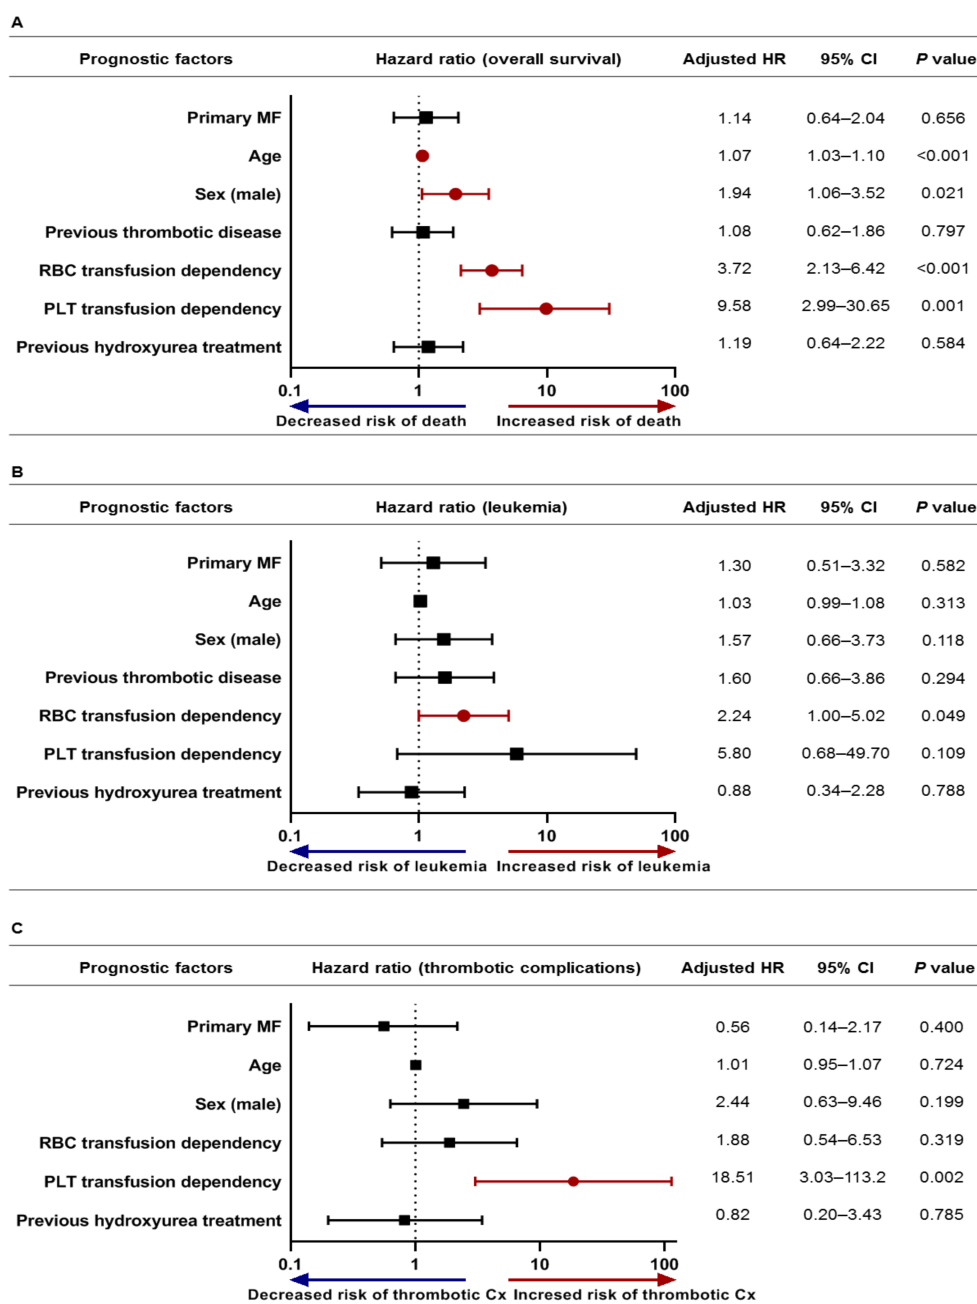 A
Prognostic factors Hazard ratio (overall survival) Adjusted HR 95% CI P value
Primary MF 1.14 0.64–2.04 0.656
Age 1.07 1.03–1.10 <0.001
Sex (male) 1.94 1.06–3.52 0.021
Previous thrombotic disease 1.08 0.62–1.86 0.797
RBC transfusion dependency 3.72 2.13–6.42 <0.001
PLT transfusion dependency 9.58 2.99–30.65 0.001
Previous hydroxyurea treatment 1.19 0.64–2.22 0.584
0.1 1 10 100
Decreased risk of death Increased risk of death
B
Prognostic factors Hazard ratio (leukemia) Adjusted HR 95% CI P value
Primary MF 1.30 0.51–3.32 0.582
Age 1.03 0.99–1.08 0.313
Sex (male) 1.57 0.66–3.73 0.118
Previous thrombotic disease 1.60 0.66–3.86 0.294
RBC transfusion dependency 2.24 1.00–5.02 0.049
PLT transfusion dependency 5.80 0.68–49.70 0.109
Previous hydroxyurea treatment 0.88 0.34–2.28 0.788
0.1 1 10 100
Decreased risk of leukemia Increased risk of leukemia
C
Prognostic factors Hazard ratio (thrombotic complications) Adjusted HR 95% CI P value
Primary MF 0.56 0.14–2.17 0.400
Age 1.01 0.95–1.07 0.724
Sex (male) 2.44 0.63–9.46 0.199
RBC transfusion dependency 1.88 0.54–6.53 0.319
PLT transfusion dependency 18.51 3.03–113.2 0.002
Previous hydroxyurea treatment 0.82 0.20–3.43 0.785
0.1 1 10 100
Decreased risk of thrombotic Cx Incresed risk of thrombotic Cx